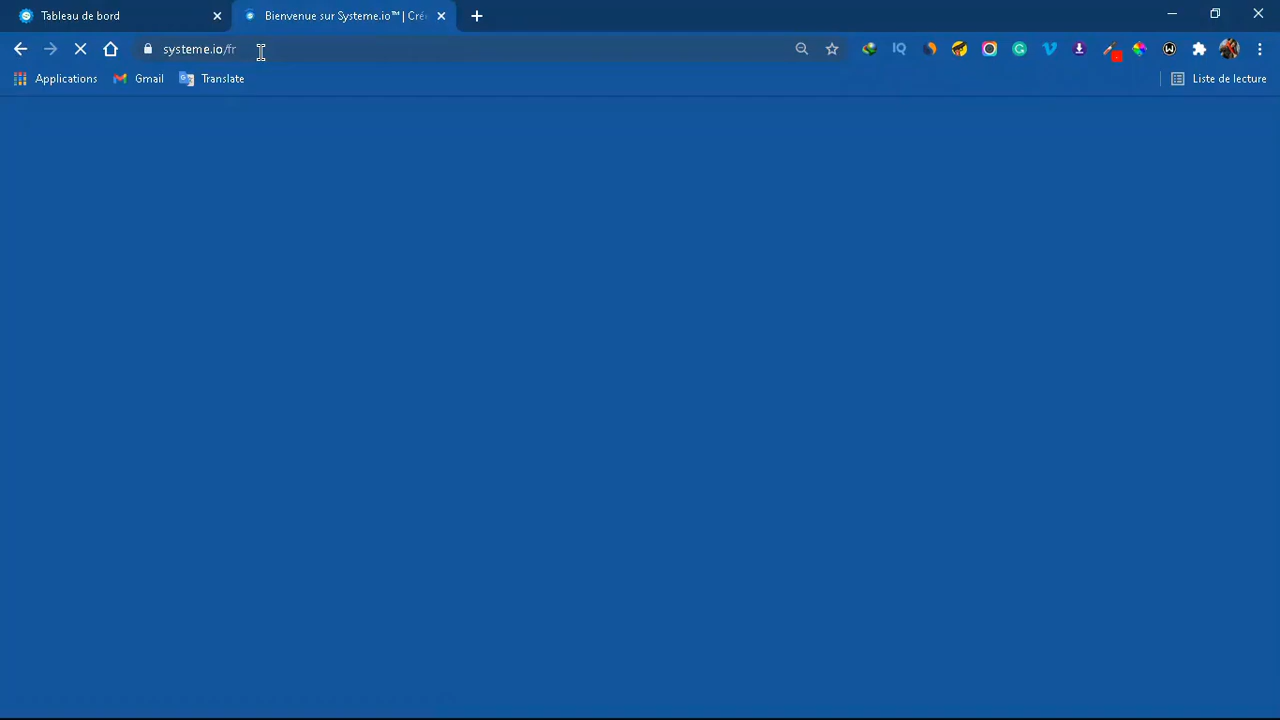 Tableau de bord
Bienvenue sur Systeme.io™ | Cré
systeme.io/fr
Applications
Gmail
Translate
Liste de lecture